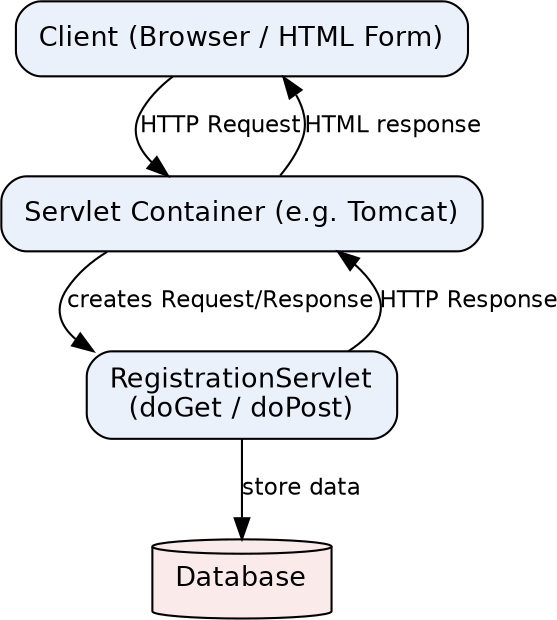 Client (Browser / HTML Form)
HTTP Request
HTML response
Servlet Container (e.g. Tomcat)
creates Request/Response
HTTP Response
RegistrationServlet
(doGet / doPost)
store data
Database